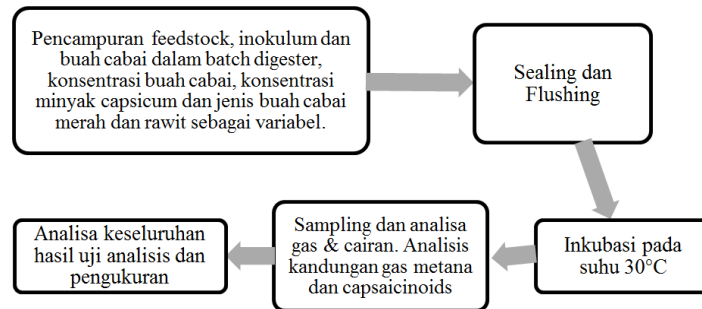 Pencampuran feedstock, inokulum dan
buah cabai dalam batch digester,
konsentrasi buah cabai, konsentrasi
minyak capsicum dan jenis buah cabai
merah dan rawit sebagai variabel.
Sealing dan
Flushing
Inkubasi pada
suhu 30°C
Sampling dan analisa
gas & cairan. Analisis
kandungan gas metana
dan capsaicinoids
Analisa keseluruhan
hasil uji analisis dan
pengukuran